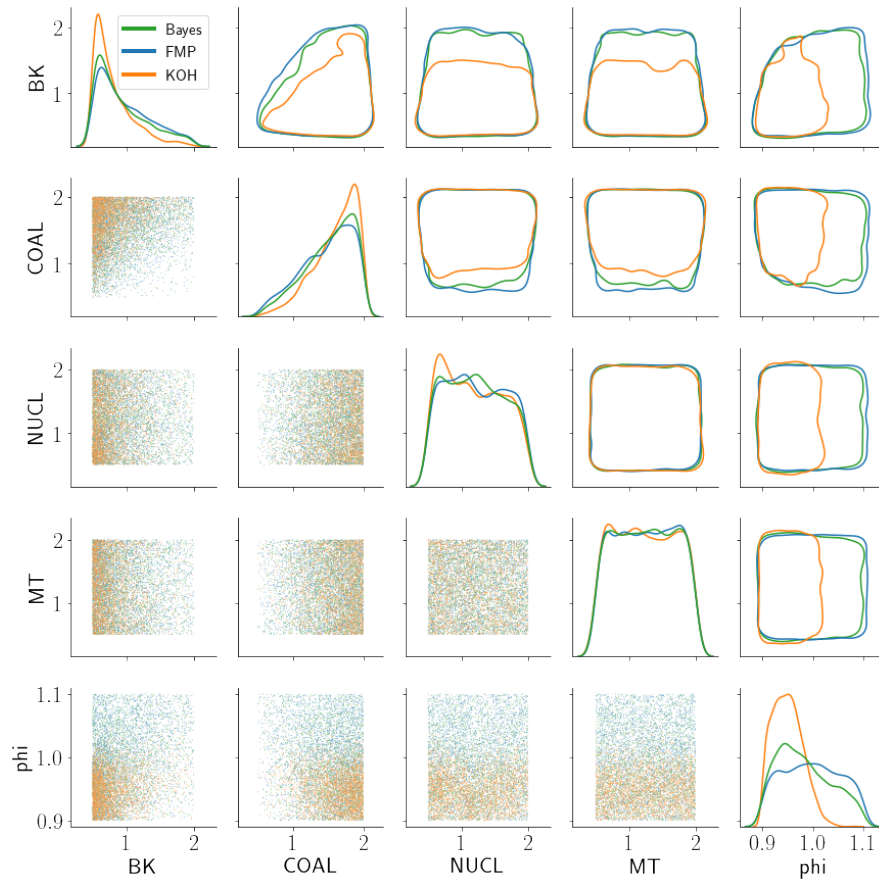 Bayes
FMP
KOH
BK
2
1
COAL
2
1
NUCL
2
1
MT
2
1
phi
1.1
1.0
0.9
1 2
1 2
1 2
1 2
0.9 1.0 1.1
BK
COAL
NUCL
MT
phi